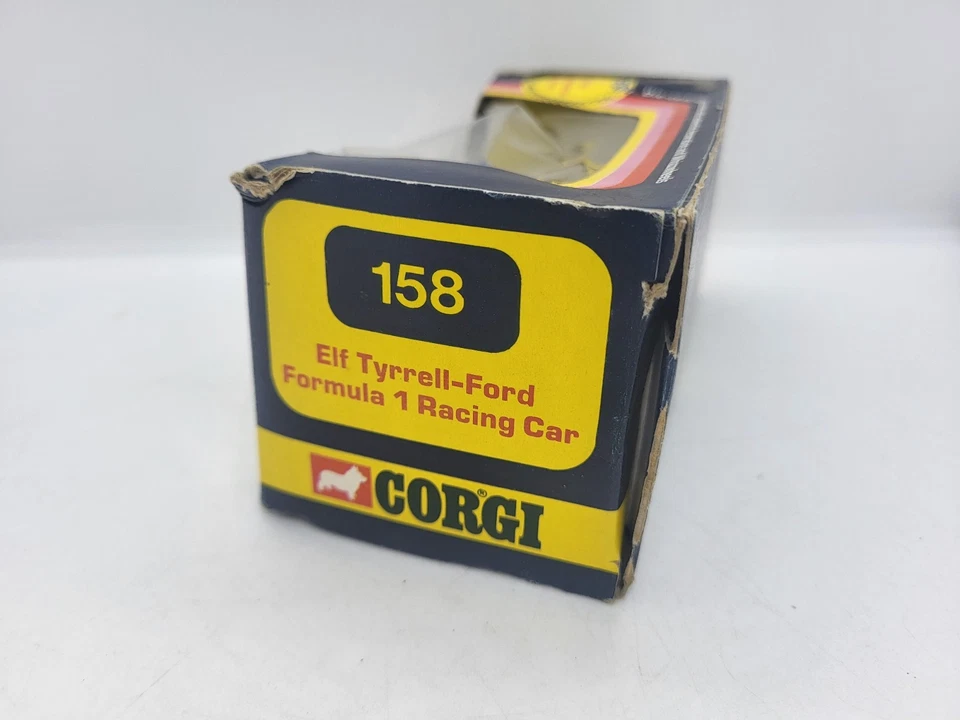 158
Elf Tyrrell-Ford
Formula 1 Racing Car
CORGI®